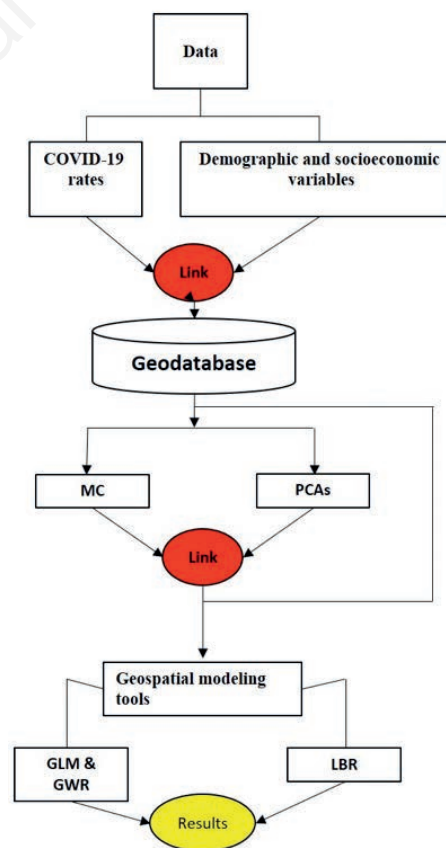 Data
COVID-19
rates
Demographic and socioeconomic
variables
Link
Geodatabase
MC
PCAs
Link
Geospatial modeling
tools
GLM &
GWR
LBR
Results